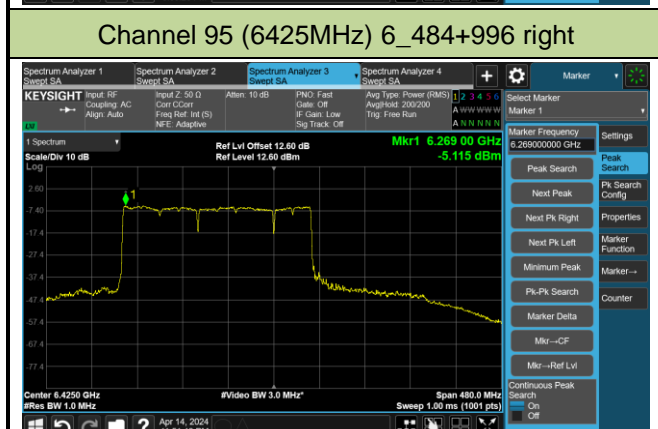 Channel 95 (6425MHz) 6_484+996 right
Spectrum Analyzer 1
Swept SA
Spectrum Analyzer 2
Swept SA
Spectrum Analyzer 3
Swept SA
Spectrum Analyzer 4
Swept SA
+
Marker
KEYSIGHT
Input: RF
Coupling: AC
Align: Auto
Input Z: 50 Ω
Corr CCorr
Freq Ref: Int (S)
NFE: Adaptive
Atten: 10 dB
PNO: Fast
Gate: Off
IF Gain: Low
Sig Track: Off
Avg Type: Power (RMS)
Avg|Hold: 200/200
Trig: Free Run
1 2 3 4 5 6
A W W W W W
A N N N N N
Select Marker
Marker 1
1 Spectrum
Scale/Div 10 dB
Log
Ref Lvl Offset 12.60 dB
Ref Level 12.60 dBm
Mkr1 6.269 00 GHz
-5.115 dBm
1
2.60
-7.40
-17.4
-27.4
-37.4
-47.4
-57.4
-67.4
-77.4
Center 6.4250 GHz
#Res BW 1.0 MHz
#Video BW 3.0 MHz*
Span 480.0 MHz
Sweep 1.00 ms (1001 pts)
Marker Frequency
6.269000000 GHz
Peak Search
Next Peak
Next Pk Right
Next Pk Left
Minimum Peak
Pk-Pk Search
Marker Delta
Mkr→CF
Mkr→Ref Lvl
Continuous Peak
Search
On
Off
Settings
Peak
Search
Pk Search
Config
Properties
Marker
Function
Marker→
Counter
?
Apr 14, 2024